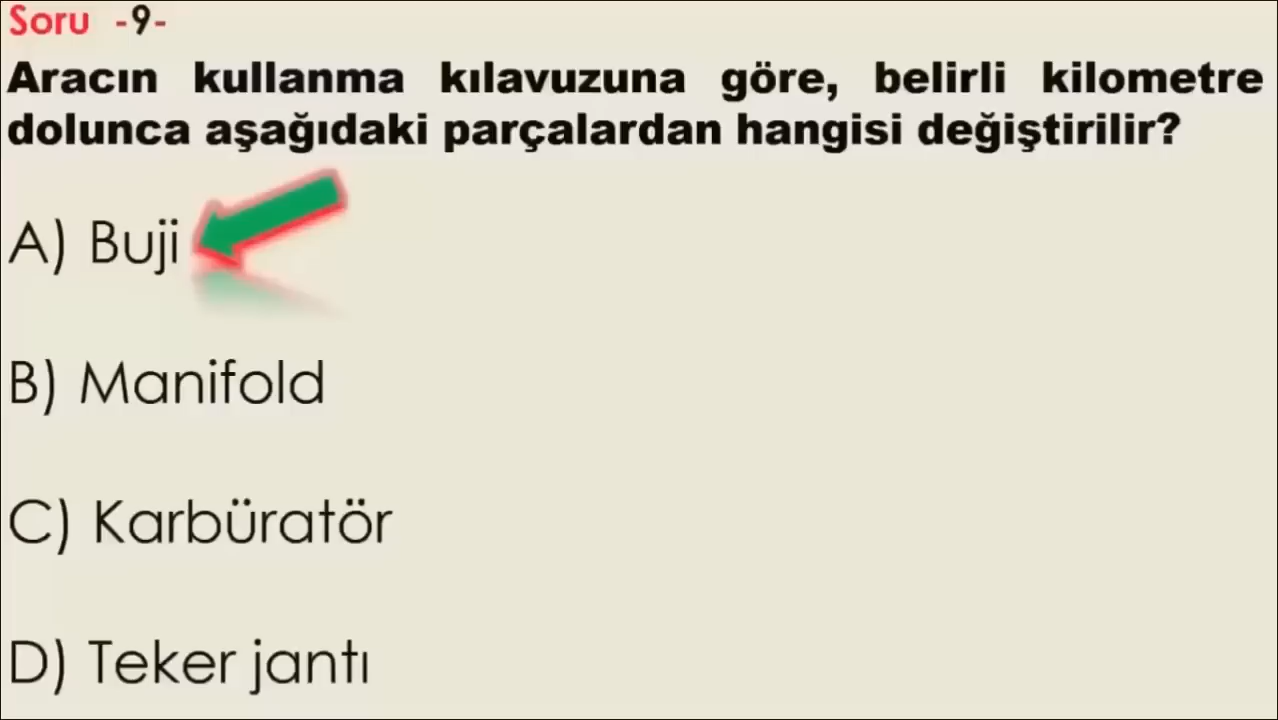 Soru -9-
Aracın kullanma kılavuzuna göre, belirli kilometre
dolunca aşağıdaki parçalardan hangisi değiştirilir?
A) Buji
B) Manifold
C) Karbüratör
D) Teker jantı